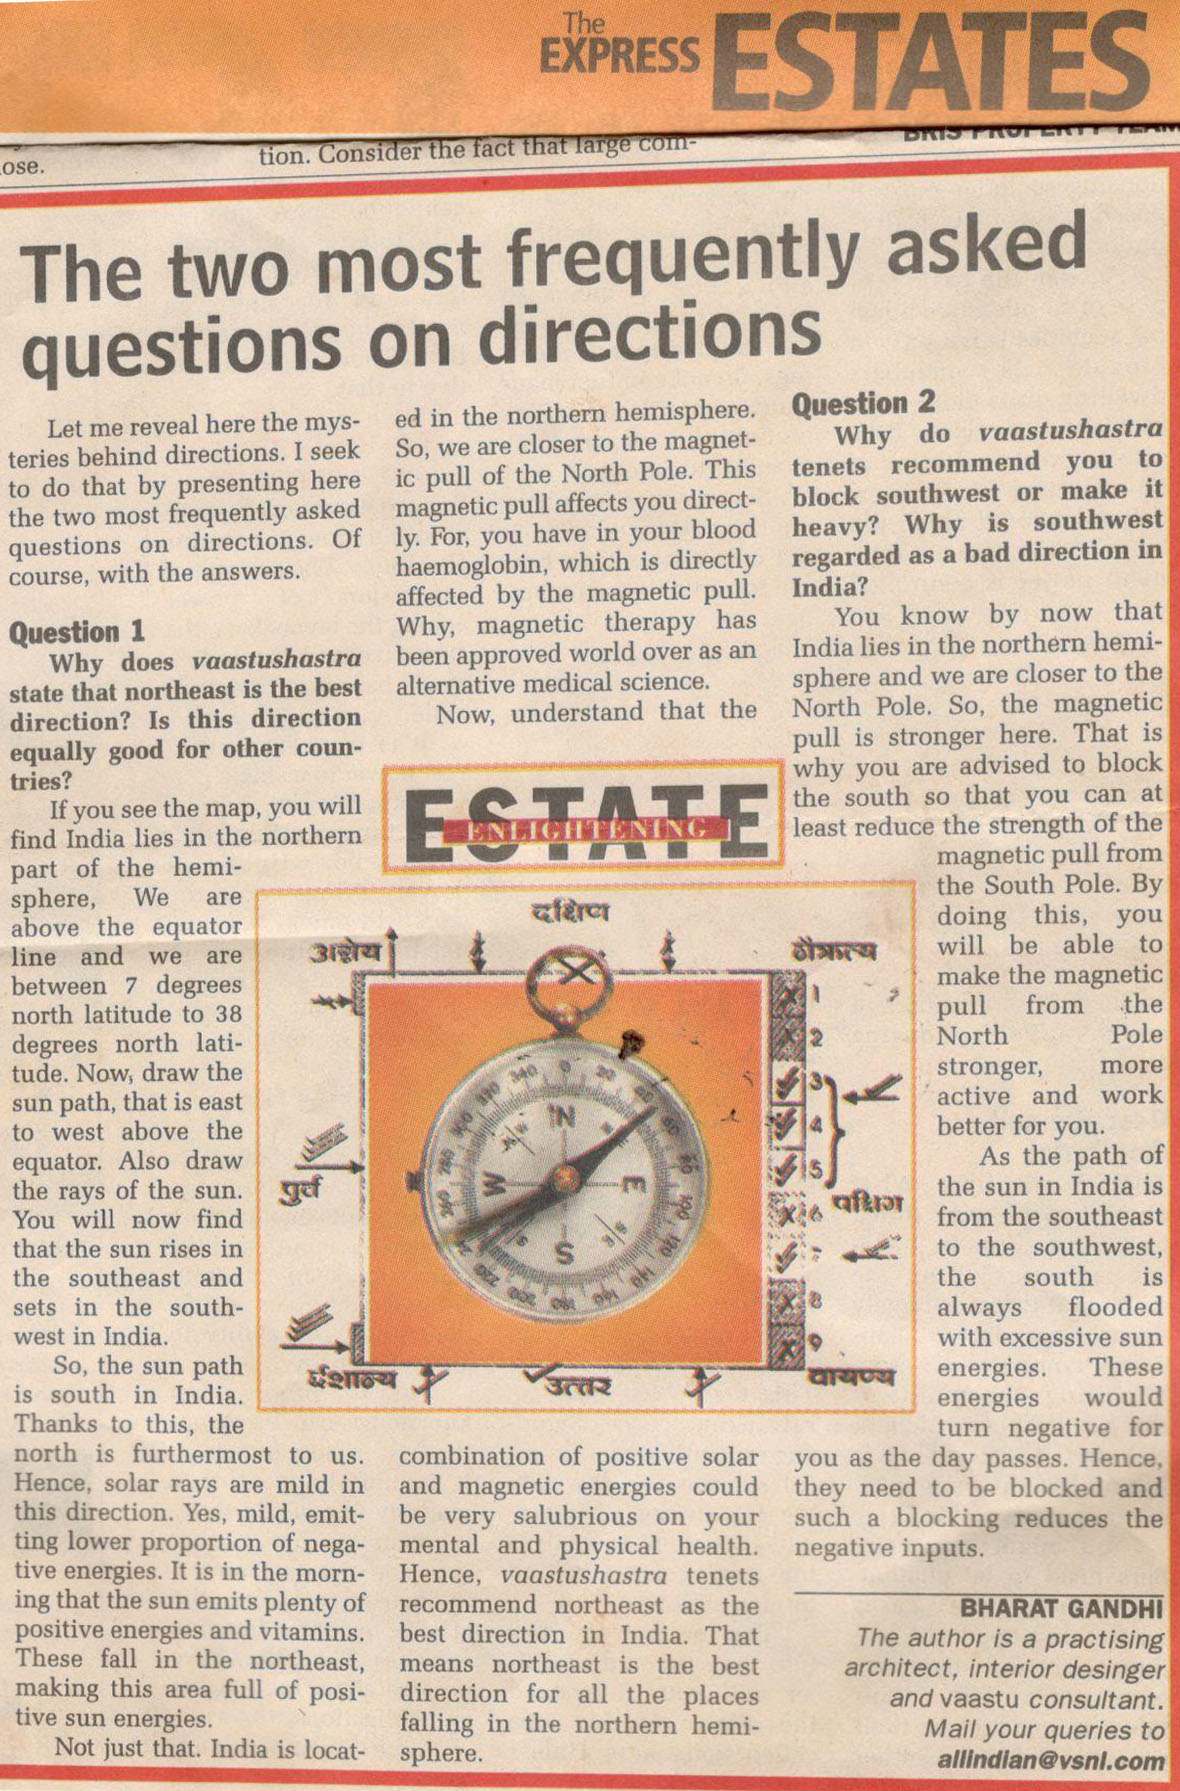 The
EXPRESS ESTATES
BRIS PROPERTY TEAM
ose.
tion. Consider the fact that large com-
The two most frequently asked
questions on directions
Let me reveal here the mys-
teries behind directions. I seek
to do that by presenting here
the two most frequently asked
questions on directions. Of
course, with the answers.
Question 1
Why does vaastushastra
state that northeast is the best
direction? Is this direction
equally good for other coun-
tries?
If you see the map, you will
find India lies in the northern
part of the hemi-
sphere, We are
above the equator
line and we are
between 7 degrees
north latitude to 38
degrees north lati-
tude. Now, draw the
sun path, that is east
to west above the
equator. Also draw
the rays of the sun.
You will now find
that the sun rises in
the southeast and
sets in the south-
west in India.
So, the sun path
is south in India.
Thanks to this, the
north is furthermost to us.
Hence, solar rays are mild in
this direction. Yes, mild, emit-
ting lower proportion of nega-
tive energies. It is in the morn-
ing that the sun emits plenty of
positive energies and vitamins.
These fall in the northeast,
making this area full of posi-
tive sun energies.
Not just that. India is locat-
ed in the northern hemisphere.
So, we are closer to the magnet-
ic pull of the North Pole. This
magnetic pull affects you direct-
ly. For, you have in your blood
haemoglobin, which is directly
affected by the magnetic pull.
Why, magnetic therapy has
been approved world over as an
alternative medical science.
Now, understand that the
ESTATE
ENLIGHTENING
दक्षिण
अग्नेय
नैऋत्य
1
2
3
4
5
6
7
8
9
पुर्व
पश्चिम
ईशान्य
उत्तर
वायव्य
N
E
S
W
0
20
340
combination of positive solar
and magnetic energies could
be very salubrious on your
mental and physical health.
Hence, vaastushastra tenets
recommend northeast as the
best direction in India. That
means northeast is the best
direction for all the places
falling in the northern hemi-
sphere.
Question 2
Why do vaastushastra
tenets recommend you to
block southwest or make it
heavy? Why is southwest
regarded as a bad direction in
India?
You know by now that
India lies in the northern hemi-
sphere and we are closer to the
North Pole. So, the magnetic
pull is stronger here. That is
why you are advised to block
the south so that you can at
least reduce the strength of the
magnetic pull from
the South Pole. By
doing this, you
will be able to
make the magnetic
pull from the
North Pole
stronger, more
active and work
better for you.
As the path of
the sun in India is
from the southeast
to the southwest,
the south is
always flooded
with excessive sun
energies. These
energies would
turn negative for
you as the day passes. Hence,
they need to be blocked and
such a blocking reduces the
negative inputs.
BHARAT GANDHI
The author is a practising
architect, interior desinger
and vaastu consultant.
Mail your queries to
allindian@vsnl.com